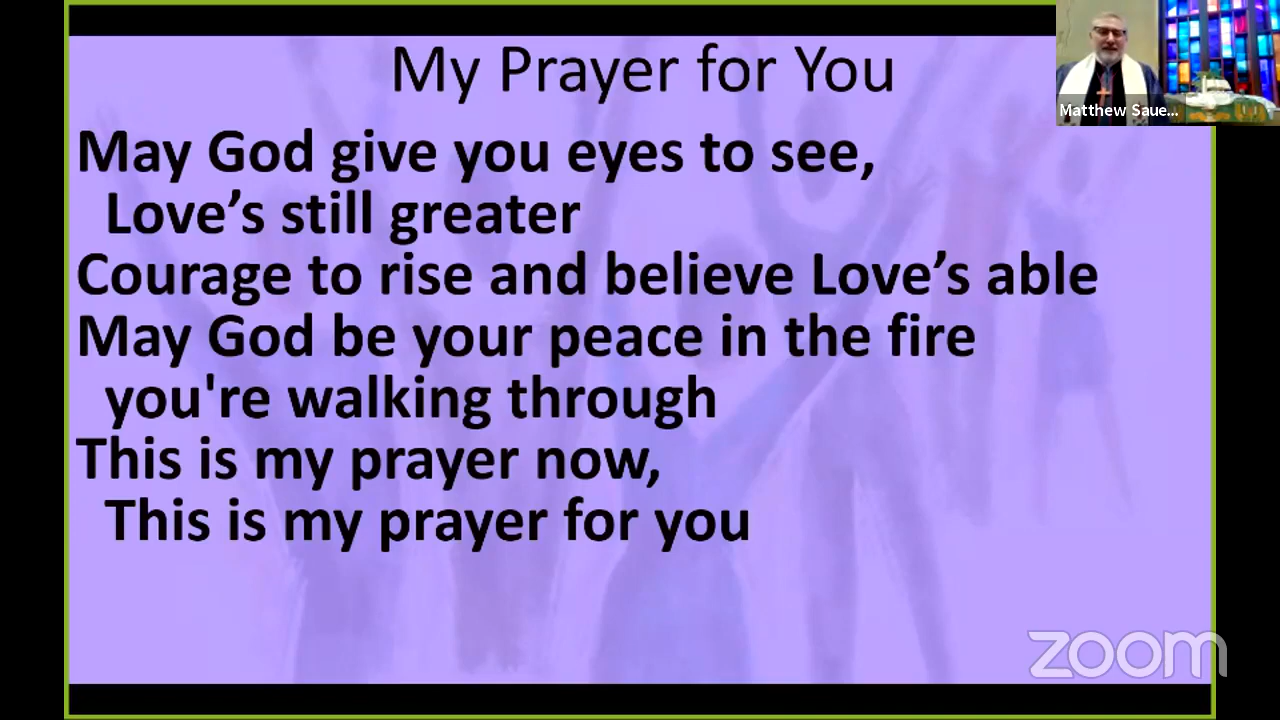 My Prayer for You
Matthew Saue...
May God give you eyes to see,
Love’s still greater
Courage to rise and believe Love’s able
May God be your peace in the fire
you're walking through
This is my prayer now,
This is my prayer for you
zoom